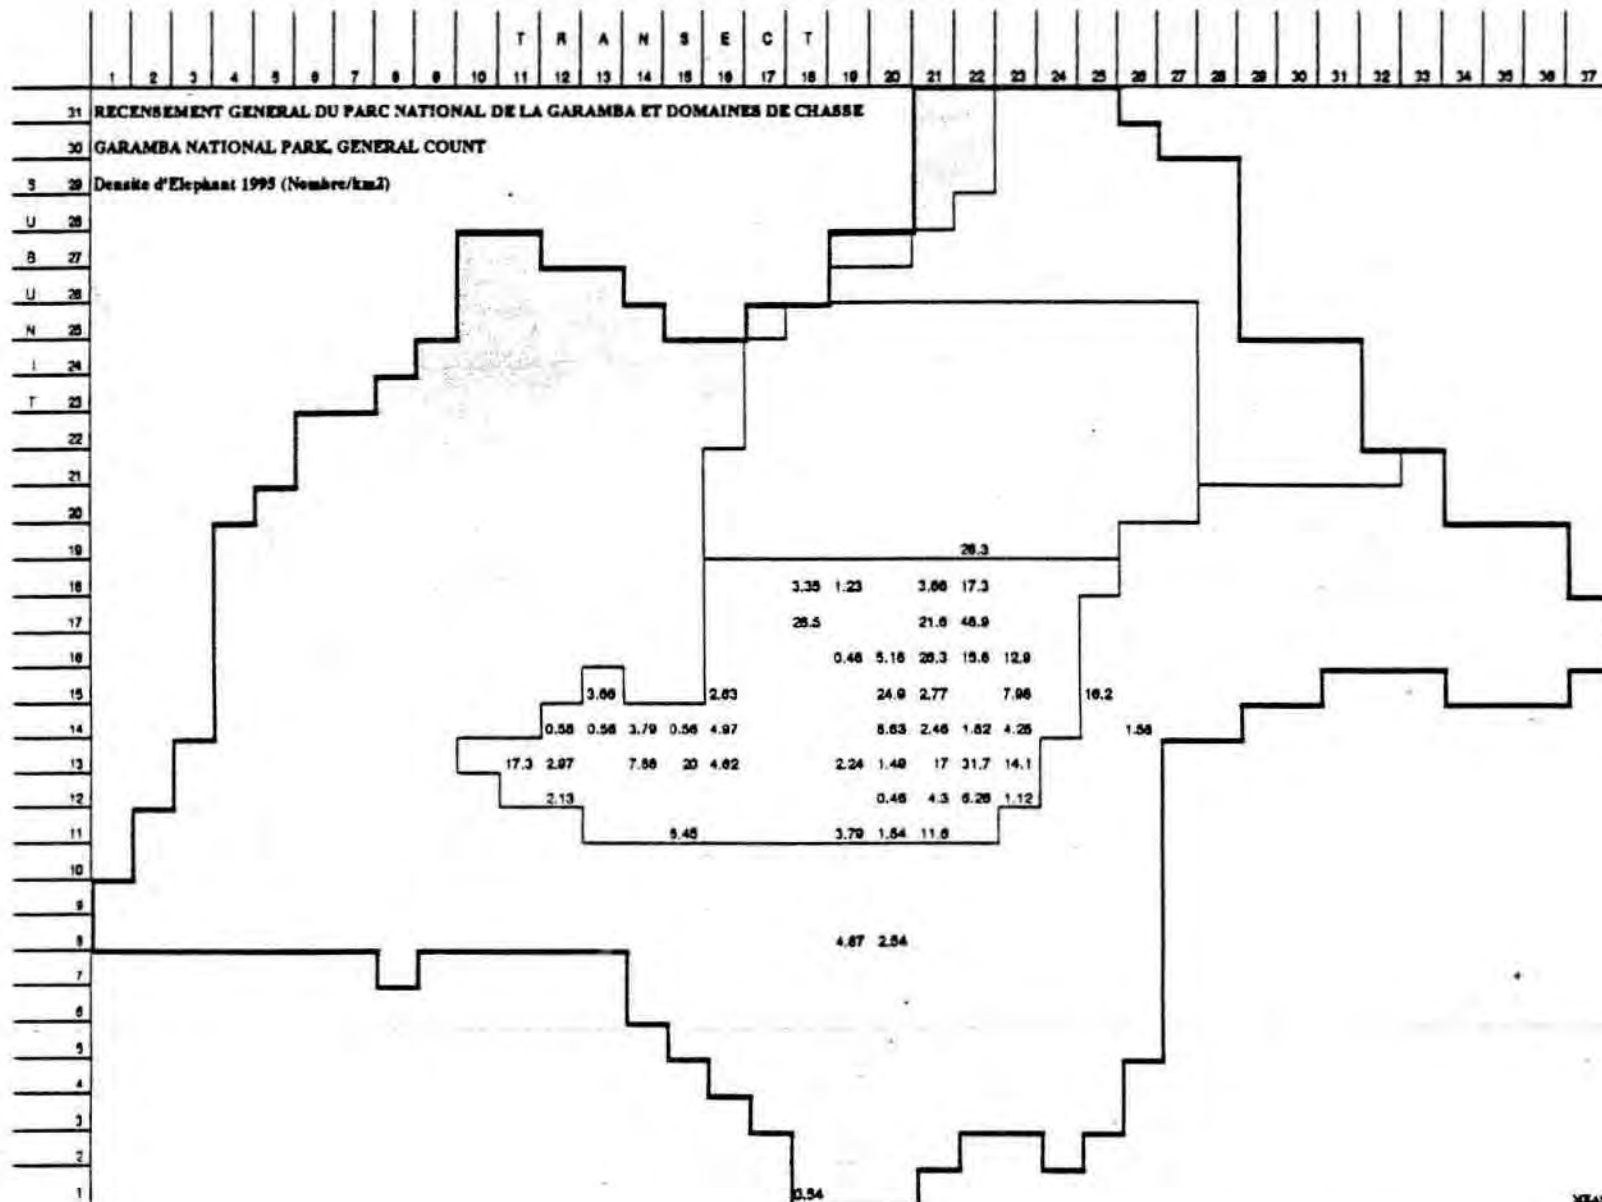 T R A N S E C T
1 2 3 4 5 6 7 8 9 10 11 12 13 14 15 16 17 18 19 20 21 22 23 24 25 26 27 28 29 30 31 32 33 34 35 36 37
31 RECENSEMENT GENERAL DU PARC NATIONAL DE LA GARAMBA ET DOMAINES DE CHASSE
30 GARAMBA NATIONAL PARK, GENERAL COUNT
S 29 Densite d'Elephant 1995 (Nombre/km2)
U 28
B 27
U 26
N 25
I 24
T 23
22
21
20
19 26.3
18 3.35 1.23 3.66 17.3
17 26.5 21.6 46.9
16 0.46 5.16 26.3 15.6 12.9
15 3.66 2.63 24.9 2.77 7.96 16.2
14 0.56 0.56 3.79 0.56 4.97 5.63 2.46 1.52 4.25 1.56
13 17.3 2.97 7.56 20 4.62 2.24 1.49 17 31.7 14.1
12 2.13 0.46 4.3 6.26 1.12
11 5.45 3.79 1.54 11.6
10
9
8 4.67 2.54
7
6
5
4
3
2
1 0.54